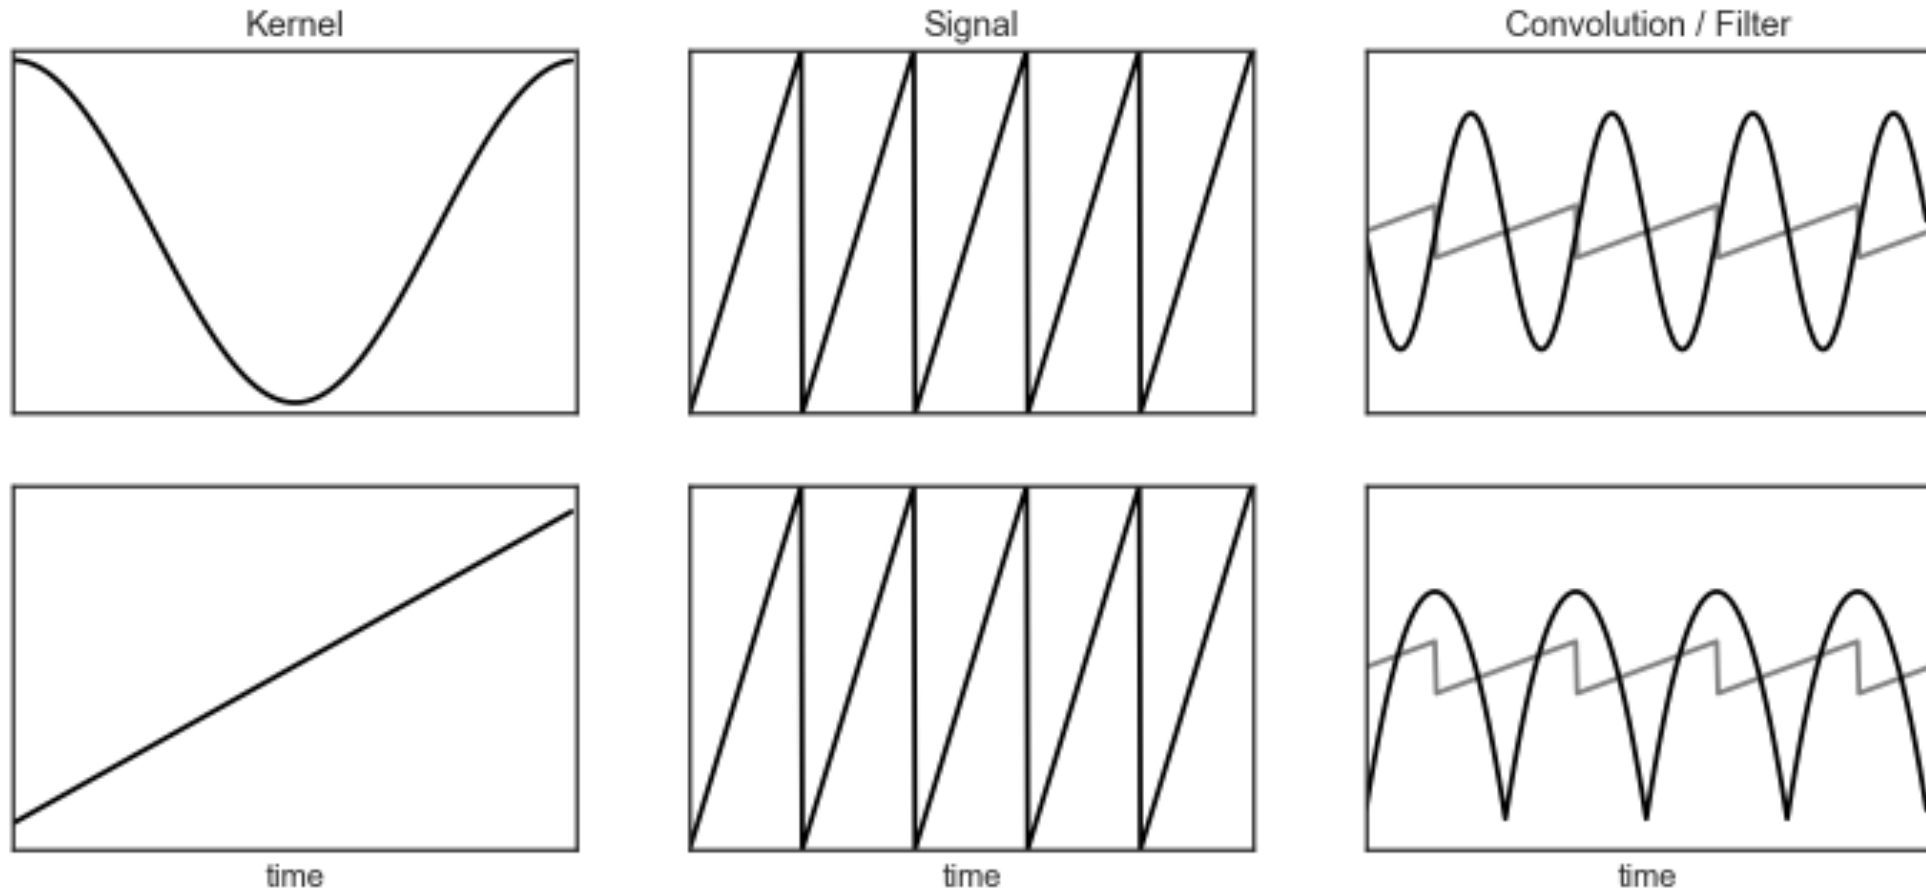 Kernel
Signal
Convolution / Filter
time
time
time